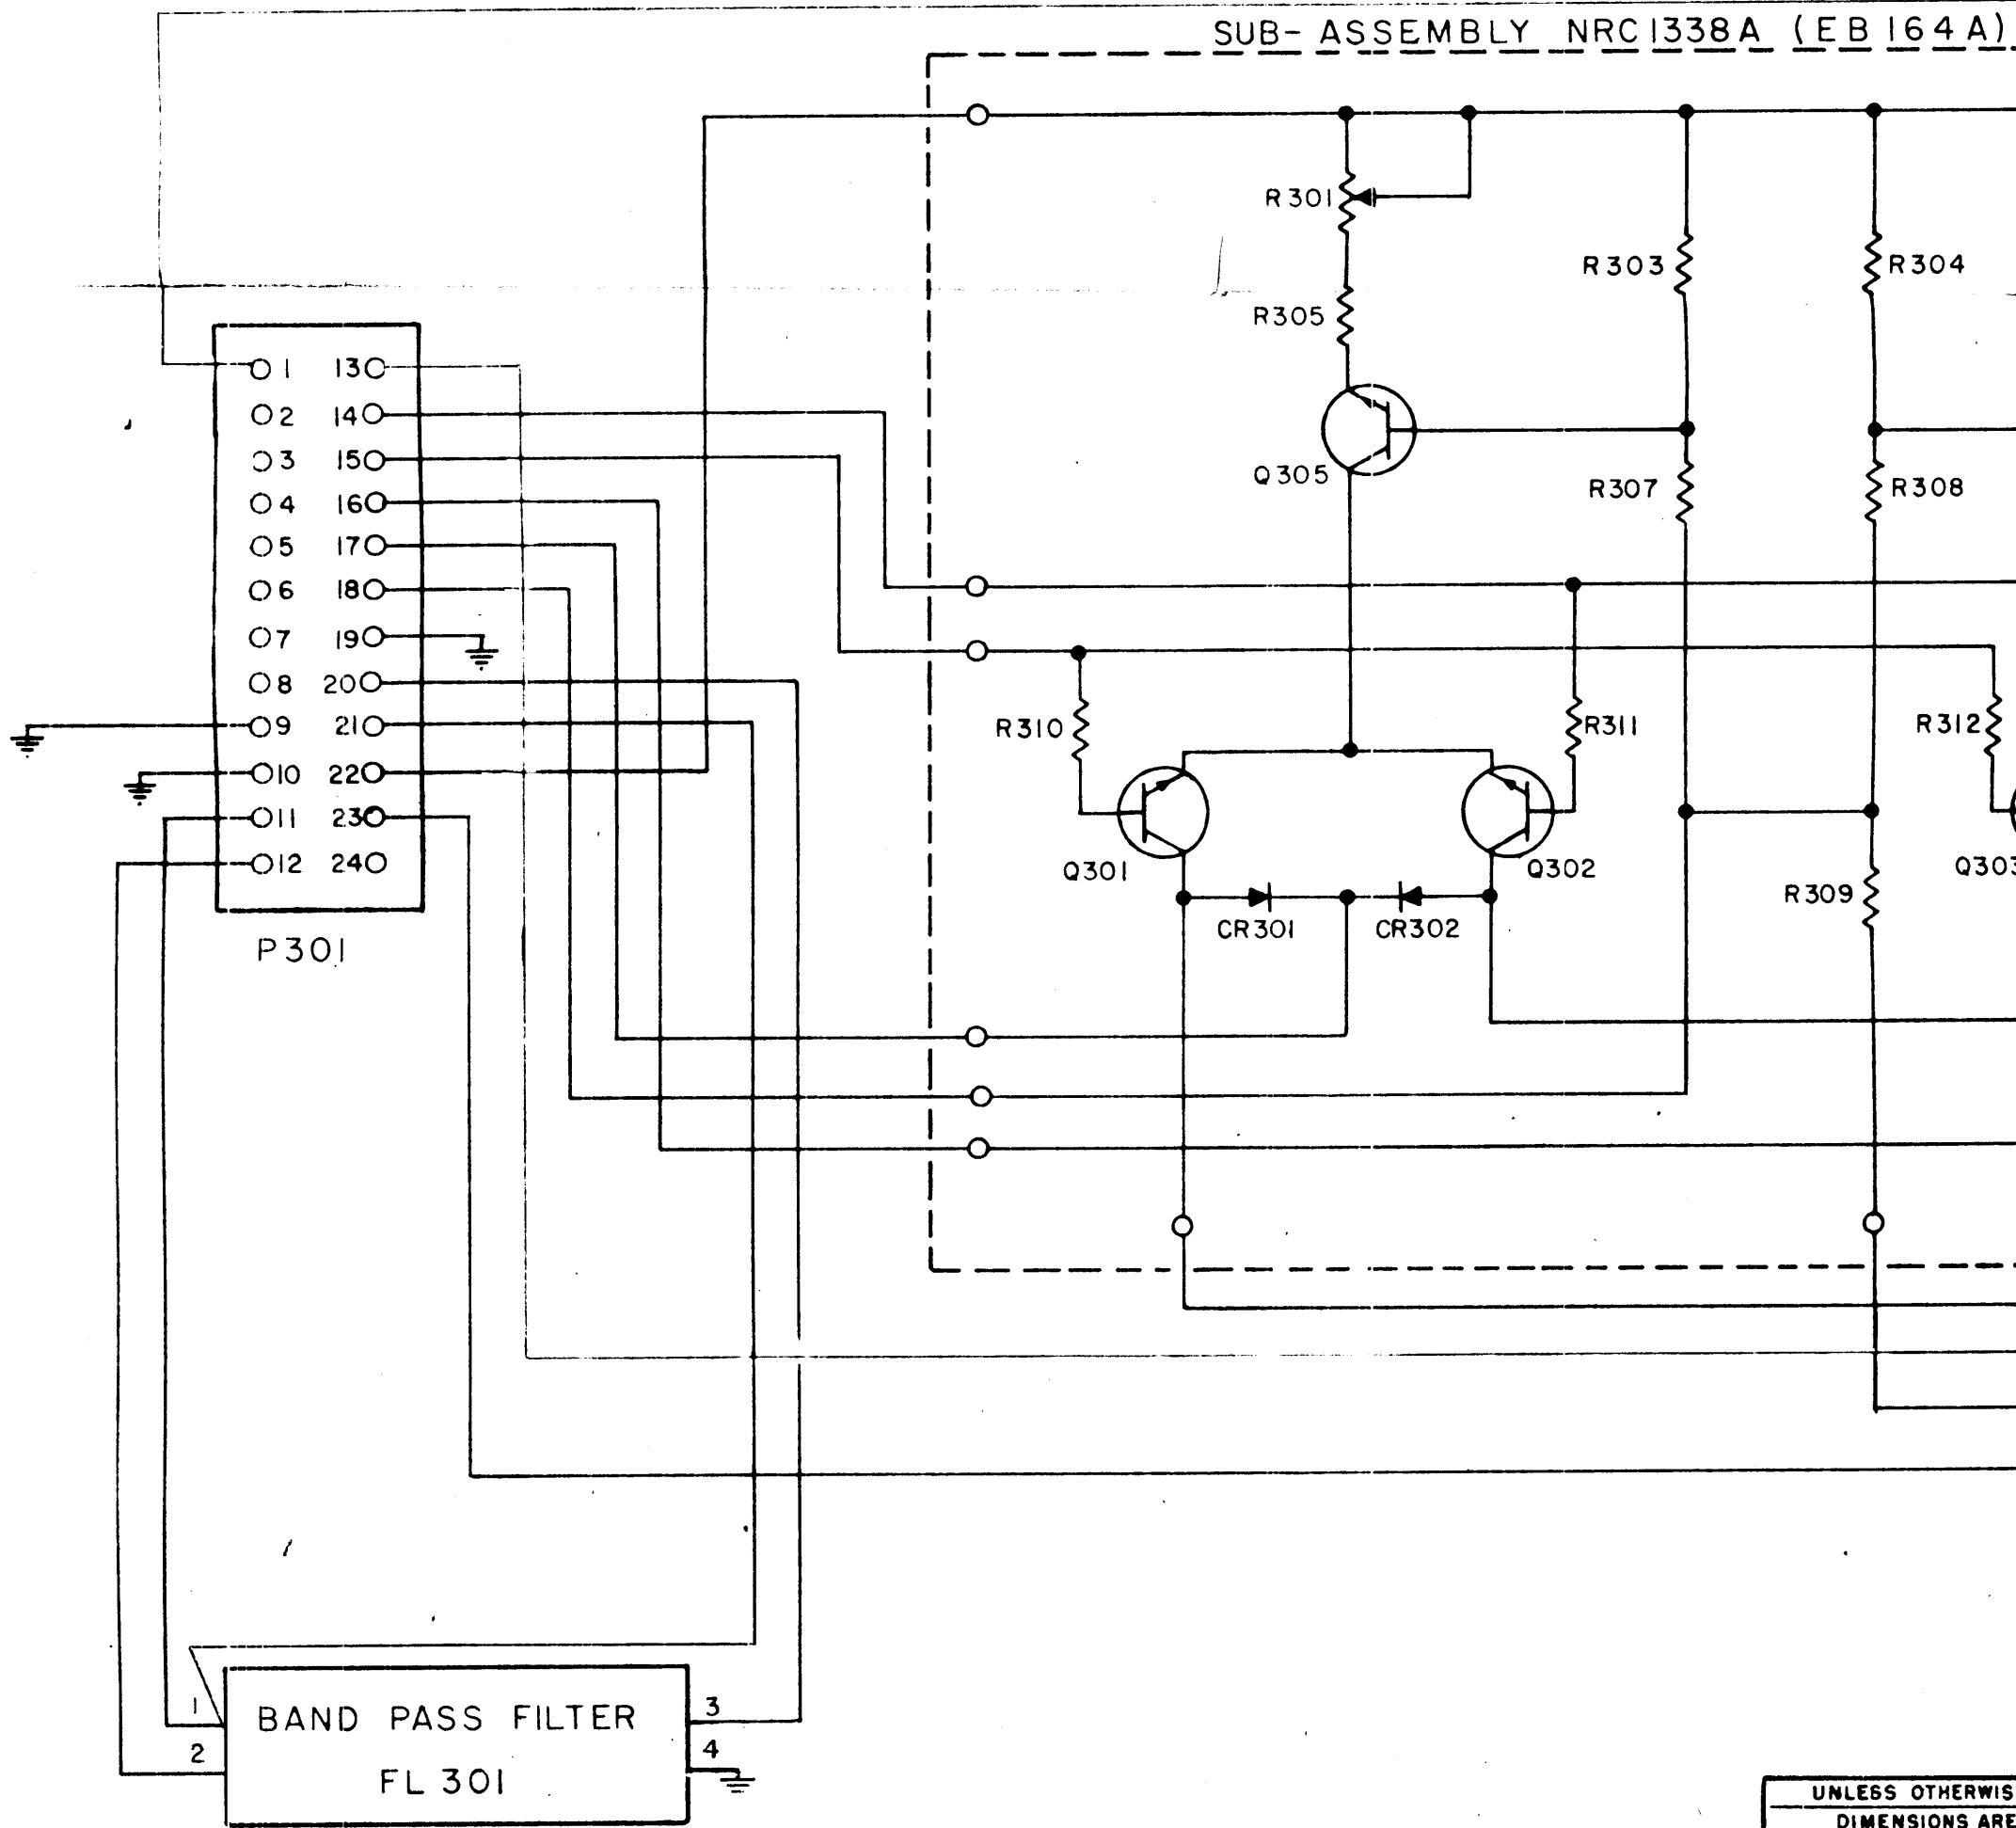 SUB-ASSEMBLY NRC1338A (EB164A)
R301
R303
R304
R305
1 13
2 14
3 15
4 16
5 17
6 18
7 19
8 20
9 21
10 22
11 23
12 24
P301
Q305
R307
R308
R310
R311
R312
Q301
Q302
Q303
R309
CR301
CR302
1
2
BAND PASS FILTER
FL 301
3
4
UNLESS OTHERWIS
DIMENSIONS ARE